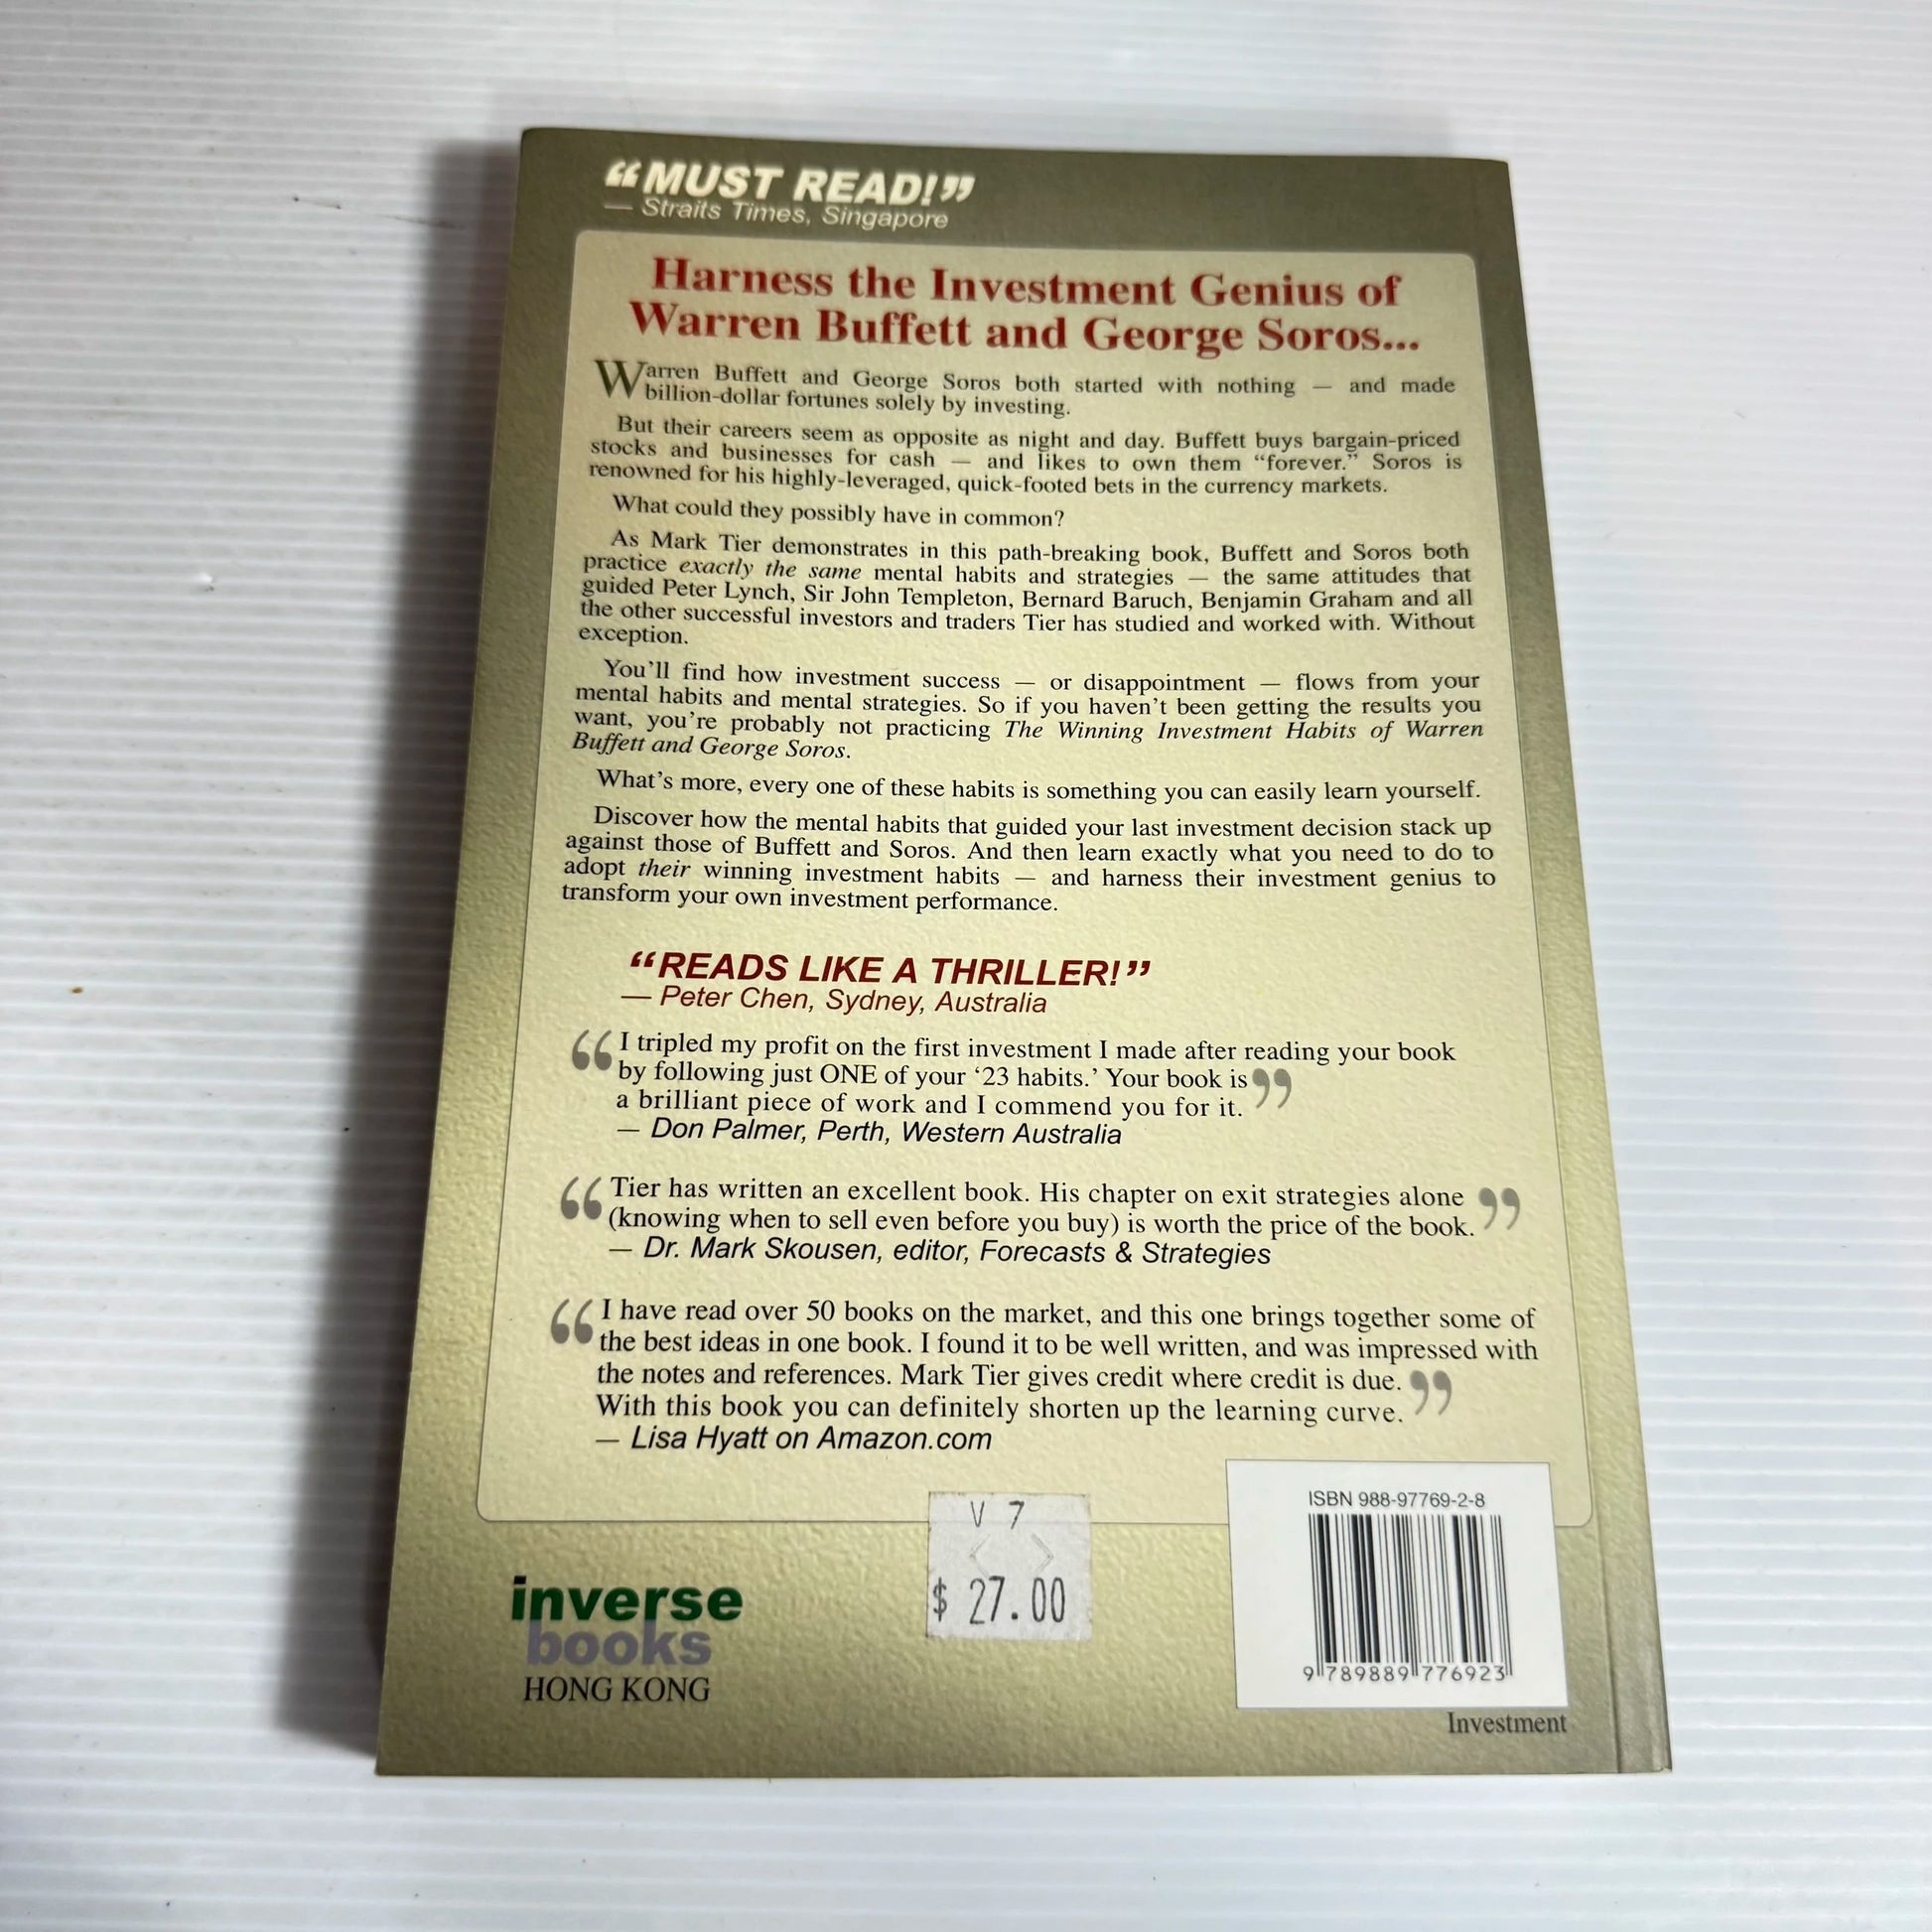 “MUST READ!”
— Straits Times, Singapore
Harness the Investment Genius of
Warren Buffett and George Soros...
Warren Buffett and George Soros both started with nothing — and made
billion-dollar fortunes solely by investing.
But their careers seem as opposite as night and day. Buffett buys bargain-priced
stocks and businesses for cash — and likes to own them “forever.” Soros is
renowned for his highly-leveraged, quick-footed bets in the currency markets.
What could they possibly have in common?
As Mark Tier demonstrates in this path-breaking book, Buffett and Soros both
practice exactly the same mental habits and strategies — the same attitudes that
guided Peter Lynch, Sir John Templeton, Bernard Baruch, Benjamin Graham and all
the other successful investors and traders Tier has studied and worked with. Without
exception.
You’ll find how investment success — or disappointment — flows from your
mental habits and mental strategies. So if you haven’t been getting the results you
want, you’re probably not practicing The Winning Investment Habits of Warren
Buffett and George Soros.
What’s more, every one of these habits is something you can easily learn yourself.
Discover how the mental habits that guided your last investment decision stack up
against those of Buffett and Soros. And then learn exactly what you need to do to
adopt their winning investment habits — and harness their investment genius to
transform your own investment performance.
“READS LIKE A THRILLER!”
— Peter Chen, Sydney, Australia
“I tripled my profit on the first investment I made after reading your book
by following just ONE of your ‘23 habits.’ Your book is
a brilliant piece of work and I commend you for it.”
— Don Palmer, Perth, Western Australia
“Tier has written an excellent book. His chapter on exit strategies alone
(knowing when to sell even before you buy) is worth the price of the book.”
— Dr. Mark Skousen, editor, Forecasts & Strategies
“I have read over 50 books on the market, and this one brings together some of
the best ideas in one book. I found it to be well written, and was impressed with
the notes and references. Mark Tier gives credit where credit is due.
With this book you can definitely shorten up the learning curve.”
— Lisa Hyatt on Amazon.com
V 7
$ 27.00
inverse
books
HONG KONG
ISBN 988-97769-2-8
9 789889 776923
Investment